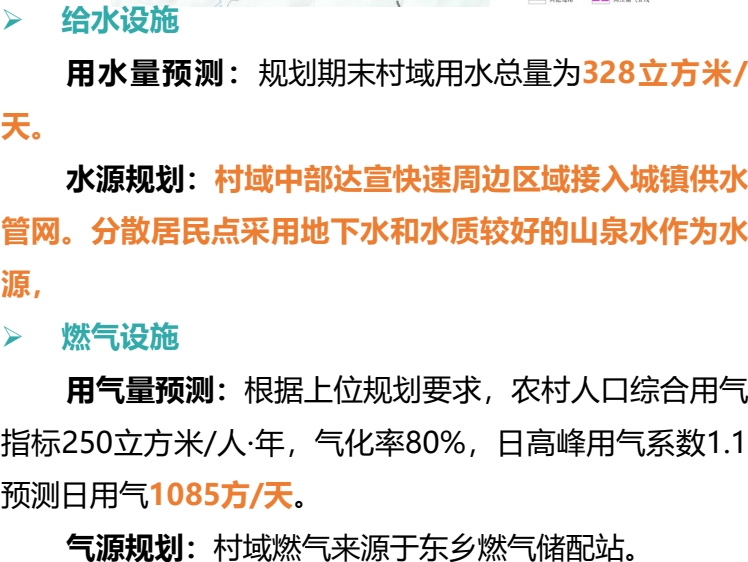 ➢ 给水设施
用水量预测：规划期末村域用水总量为328立方米/
天。
水源规划：村域中部达宣快速周边区域接入城镇供水
管网。分散居民点采用地下水和水质较好的山泉水作为水
源，
➢ 燃气设施
用气量预测：根据上位规划要求，农村人口综合用气
指标250立方米/人·年，气化率80%，日高峰用气系数1.1
预测日用气1085方/天。
气源规划：村域燃气来源于东乡燃气储配站。